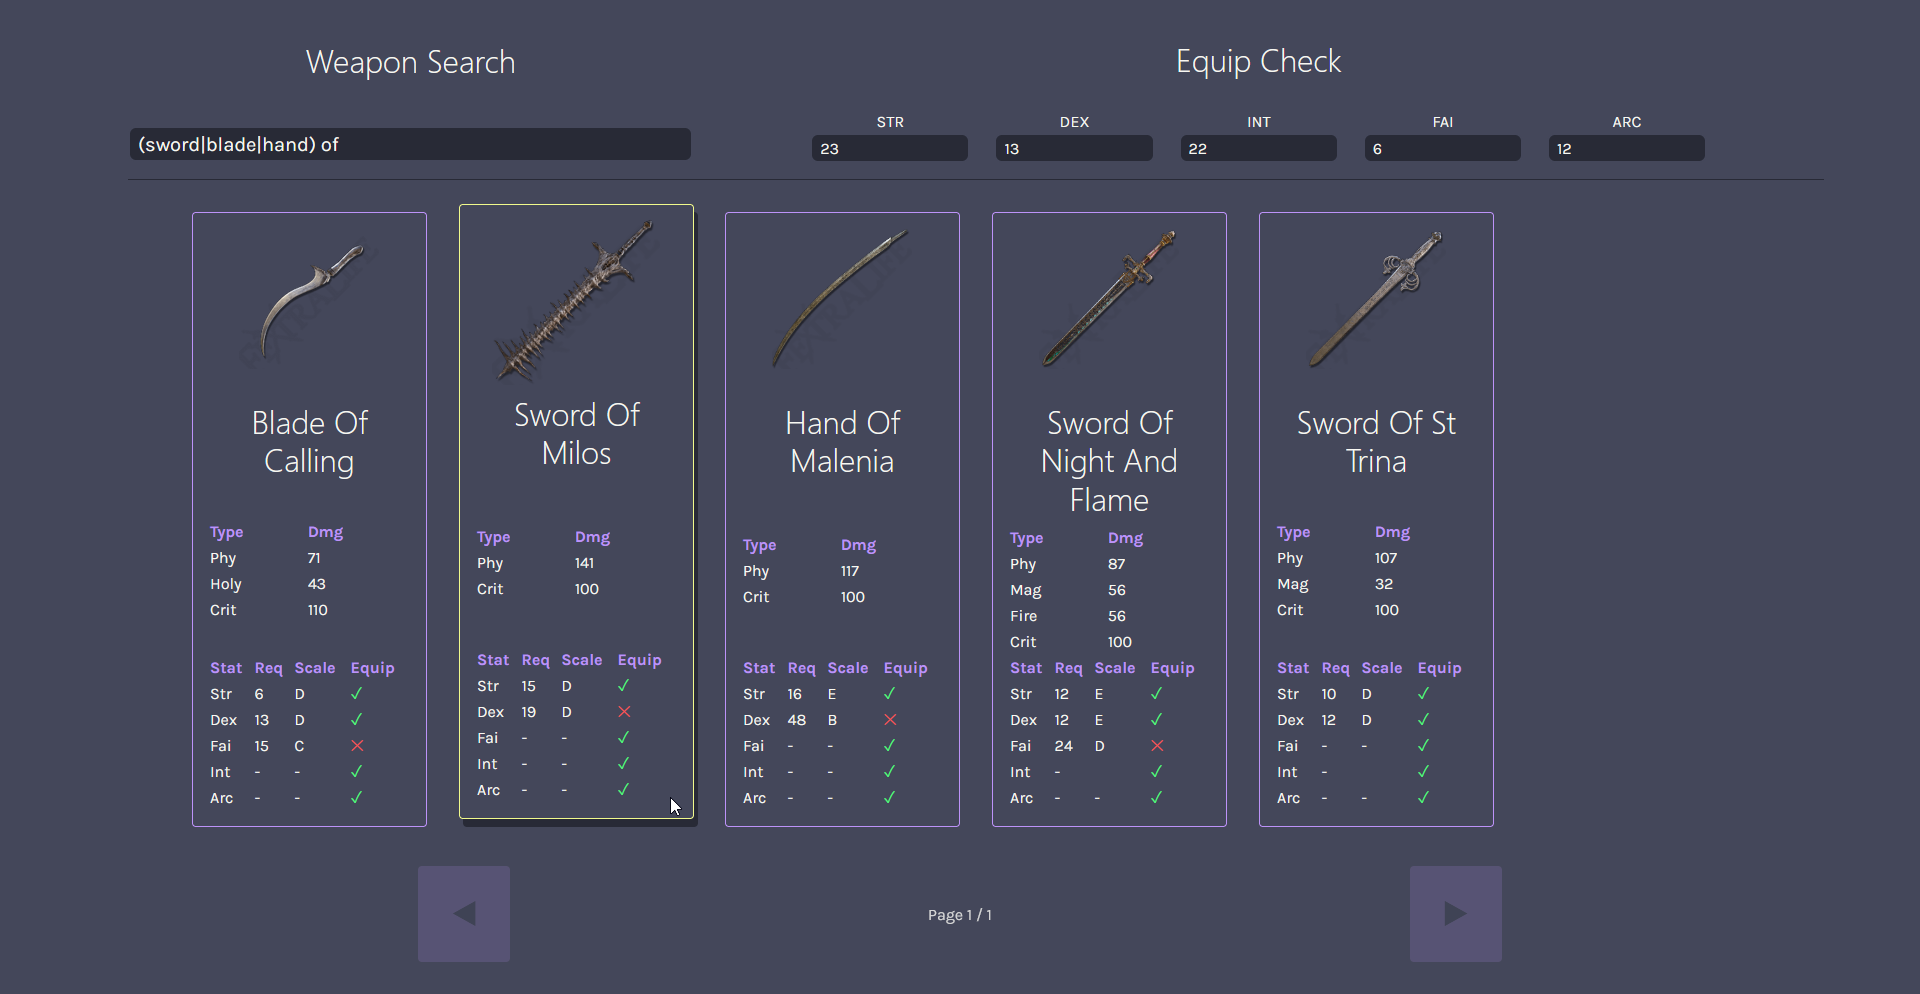 Weapon Search
Equip Check
(sword|blade|hand) of
STR DEX INT FAI ARC
23 13 22 6 12
Blade Of
Calling
Type Dmg
Phy 71
Holy 43
Crit 110
Stat Req Scale Equip
Str 6 D ✓
Dex 13 D ✓
Fai 15 C ✕
Int - - ✓
Arc - - ✓
Sword Of
Milos
Type Dmg
Phy 141
Crit 100
Stat Req Scale Equip
Str 15 D ✓
Dex 19 D ✕
Fai - - ✓
Int - - ✓
Arc - - ✓
Hand Of
Malenia
Type Dmg
Phy 117
Crit 100
Stat Req Scale Equip
Str 16 E ✓
Dex 48 B ✕
Fai - - ✓
Int - - ✓
Arc - - ✓
Sword Of
Night And
Flame
Type Dmg
Phy 87
Mag 56
Fire 56
Crit 100
Stat Req Scale Equip
Str 12 E ✓
Dex 12 E ✓
Fai 24 D ✕
Int - ✓
Arc - - ✓
Sword Of St
Trina
Type Dmg
Phy 107
Mag 32
Crit 100
Stat Req Scale Equip
Str 10 D ✓
Dex 12 D ✓
Fai - - ✓
Int - ✓
Arc - - ✓
◀
Page 1 / 1
▶